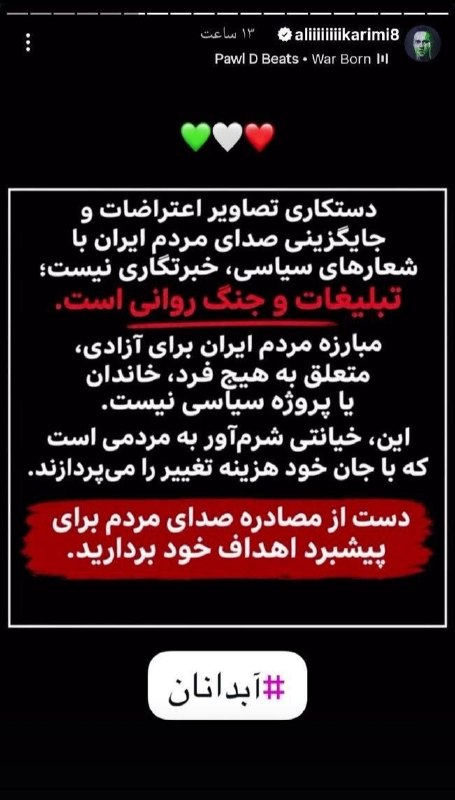 aliiiiiiiiikarimi8 ۱۳ ساعت
Pawl D Beats • War Born
دستکاری تصاویر اعتراضات و
جایگزینی صدای مردم ایران با
شعارهای سیاسی، خبرنگاری نیست؛
تبلیغات و جنگ روانی است.
مبارزه مردم ایران برای آزادی،
متعلق به هیچ فرد، خاندان
یا پروژه سیاسی نیست.
این، خیانتی شرم‌آور به مردمی است
که با جان خود هزینه تغییر را می‌پردازند.
دست از مصادره صدای مردم برای
پیشبرد اهداف خود بردارید.
#آبدانان